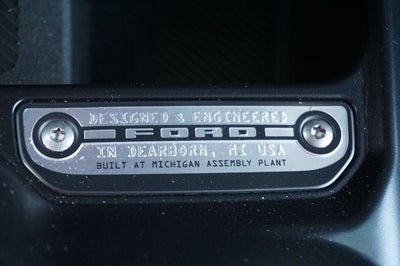 DESIGNED & ENGINEERED
FORD
IN DEARBORN, MI USA
BUILT AT MICHIGAN ASSEMBLY PLANT